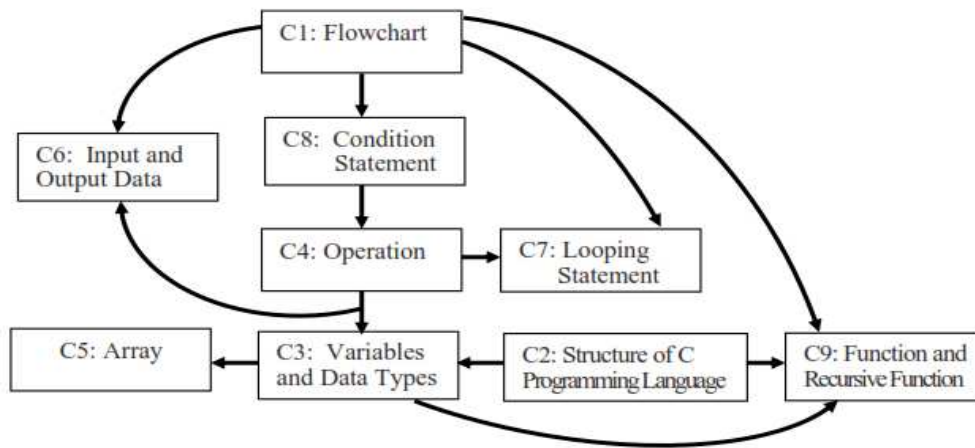 C1: Flowchart
C8: Condition
Statement
C6: Input and
Output Data
C4: Operation
C7: Looping
Statement
C5: Array
C3: Variables
and Data Types
C2: Structure of C
Programming Language
C9: Function and
Recursive Function